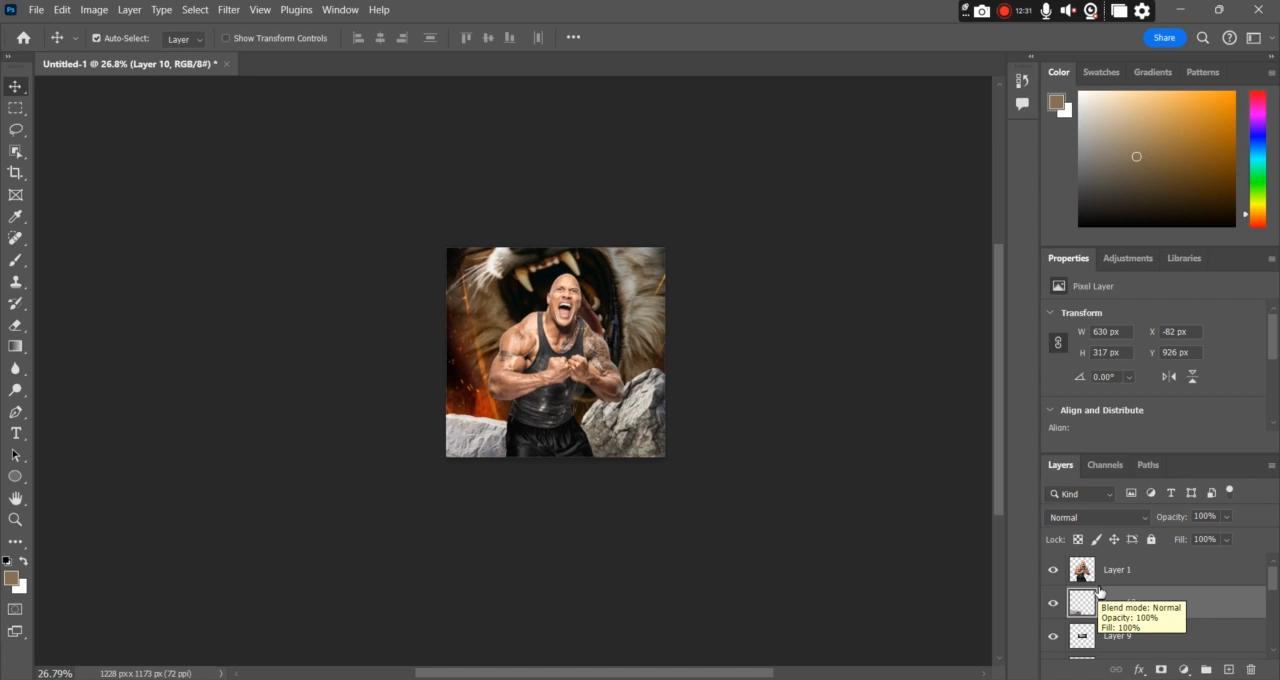 Ps File Edit Image Layer Type Select Filter View Plugins Window Help 12:31
Auto-Select: Layer Show Transform Controls Share
Untitled-1 @ 26.8% (Layer 10, RGB/8#) *
Color Swatches Gradients Patterns
Properties Adjustments Libraries
Pixel Layer
Transform
W 630 px X -82 px
H 317 px Y 926 px
0.00°
Align and Distribute
Align:
Layers Channels Paths
Kind
Normal Opacity: 100%
Lock: Fill: 100%
Layer 1
Blend mode: Normal
Opacity: 100%
Fill: 100%
Layer 9
26.79% 1228 px x 1173 px (72 ppi)